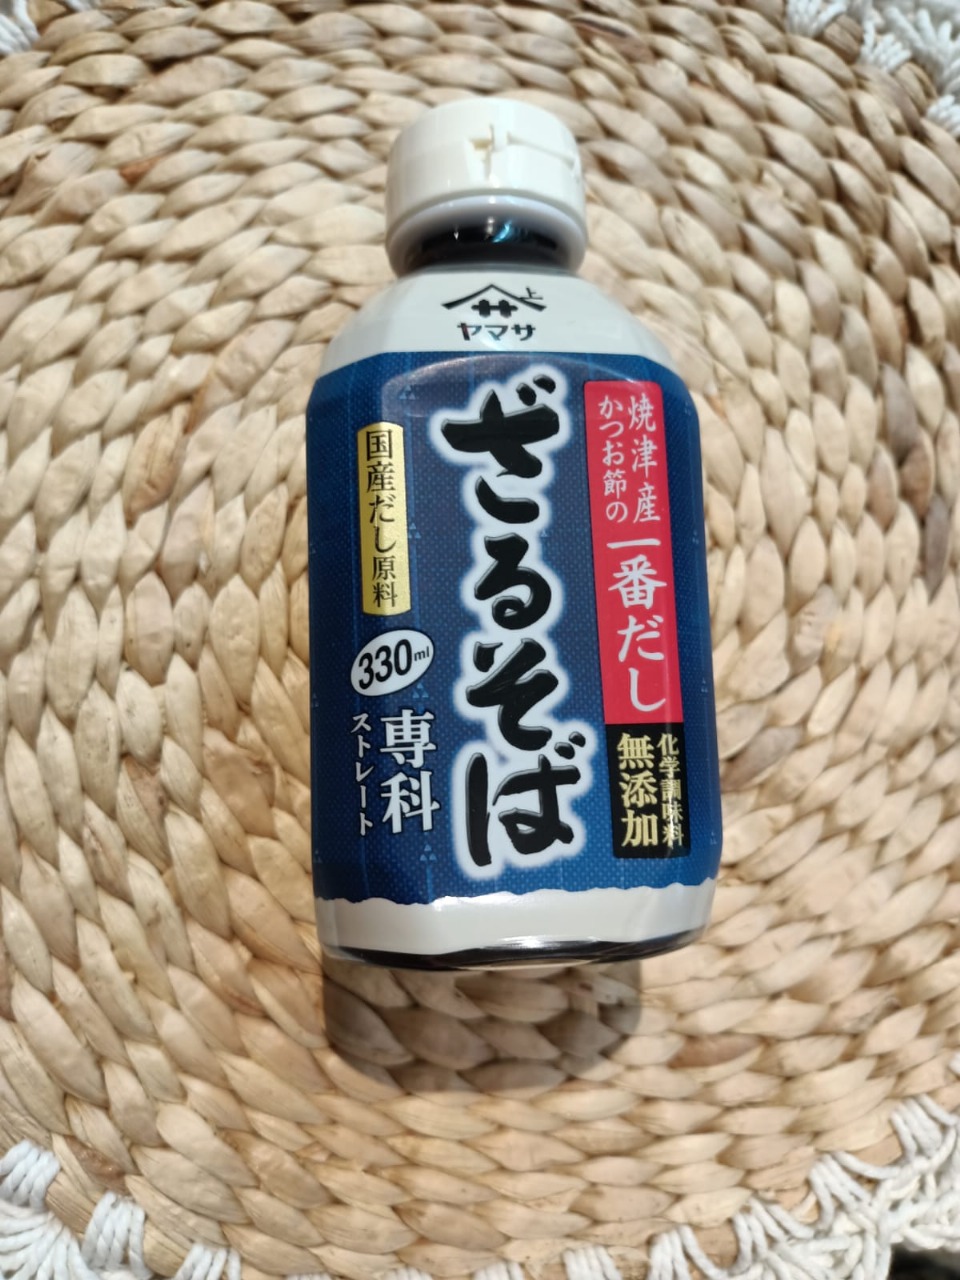 上
サ
ヤマサ
焼津産
かつお節の
一番だし
化学調味料
無添加
ざるそば
専科
ストレート
国産だし原料
330ml